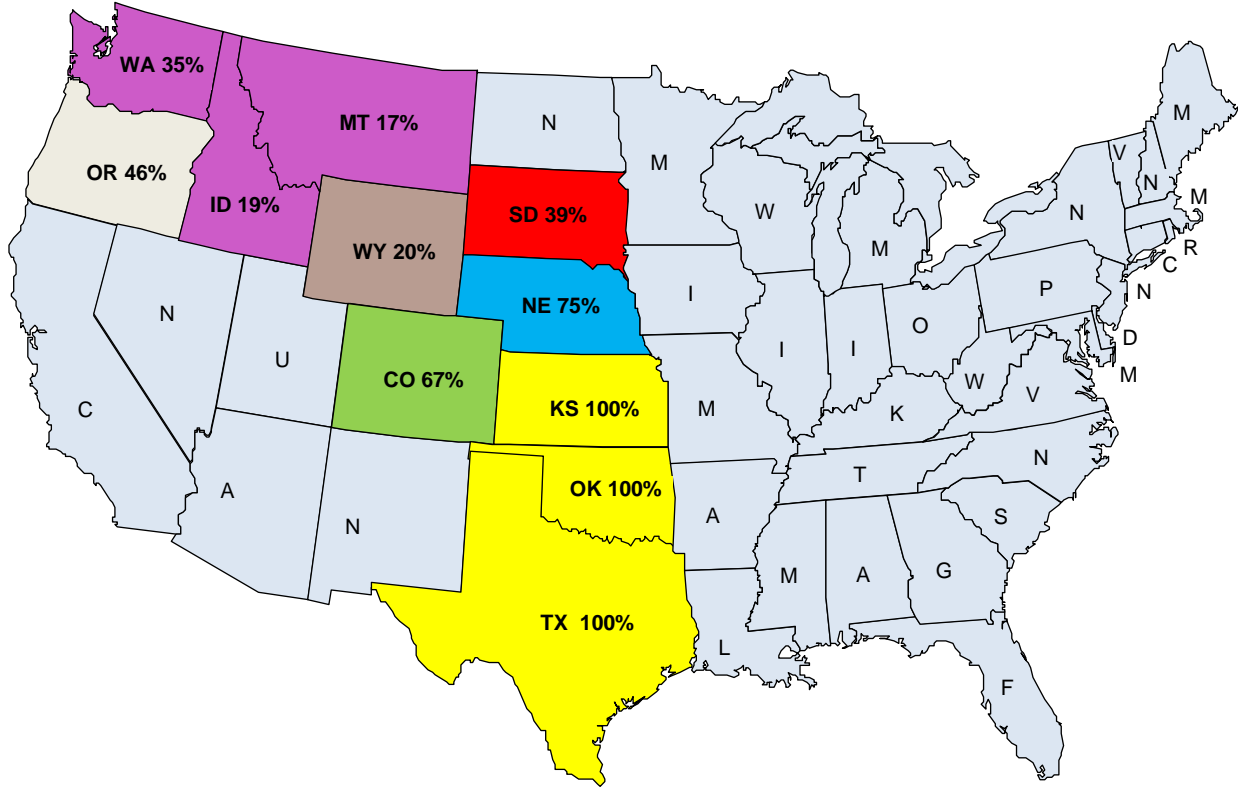 WA 35%
MT 17%
N
M
M
OR 46%
V
N
ID 19%
SD 39%
W
N
M
WY 20%
M
R
C
NE 75%
I
P
N
N
O
D
U
CO 67%
I
I
W
V
M
C
KS 100%
M
K
A
OK 100%
T
N
N
A
S
M
A
G
TX  100%
L
F